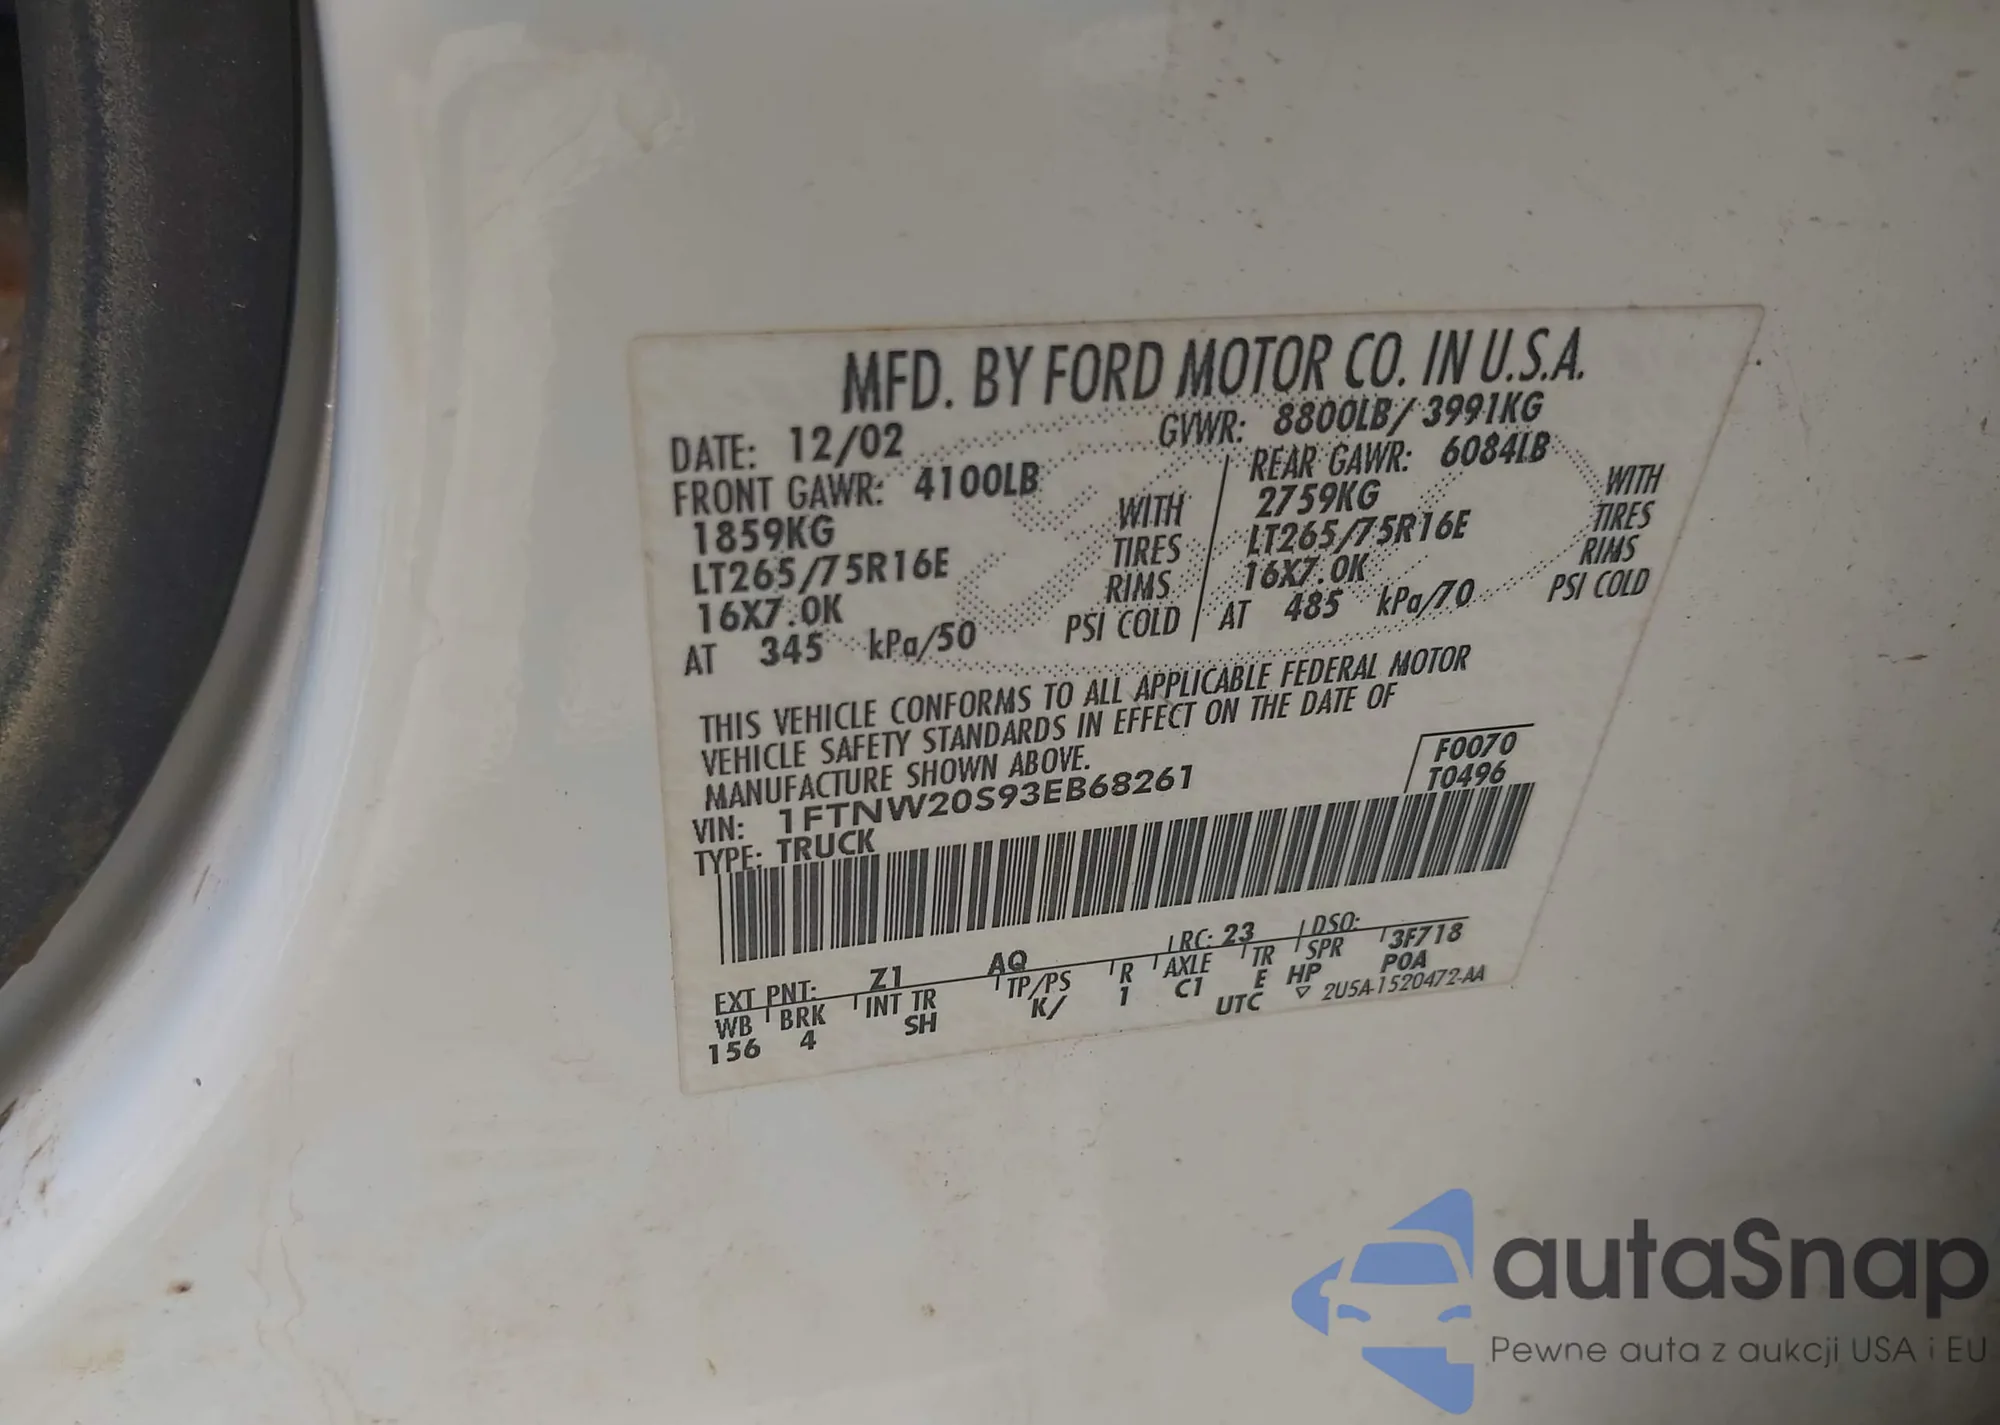 MFD. BY FORD MOTOR CO. IN U.S.A.
DATE: 12/02 GVWR: 8800LB/ 3991KG
FRONT GAWR: 4100LB REAR GAWR: 6084LB
1859KG WITH 2759KG WITH
LT265/75R16E TIRES LT265/75R16E TIRES
16X7.0K RIMS 16X7.0K RIMS
AT 345 kPa/50 PSI COLD AT 485 kPa/70 PSI COLD
THIS VEHICLE CONFORMS TO ALL APPLICABLE FEDERAL MOTOR
VEHICLE SAFETY STANDARDS IN EFFECT ON THE DATE OF
MANUFACTURE SHOWN ABOVE.
F0070
VIN: 1FTNW20S93EB68261 T0496
TYPE: TRUCK
EXT PNT: Z1 AQ RC: 23 DSO:
WB BRK INT TR TP/PS R AXLE TR SPR 3F718
156 4 SH K/ 1 C1 E HP P0A
UTC ▽ 2U5A-1520472-AA
autaSnap
Pewne auta z aukcji USA i EU